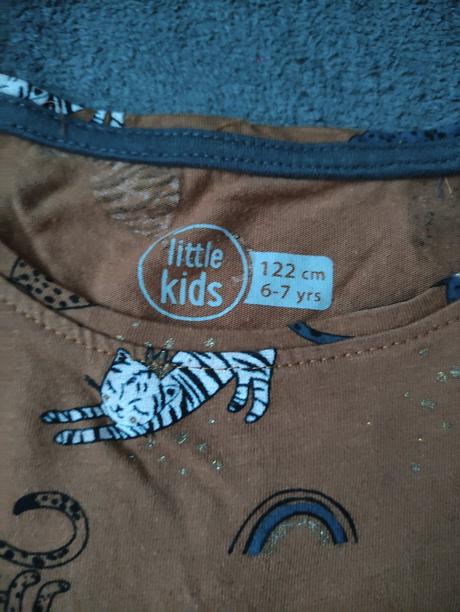 little
kids
122 cm
6-7 yrs